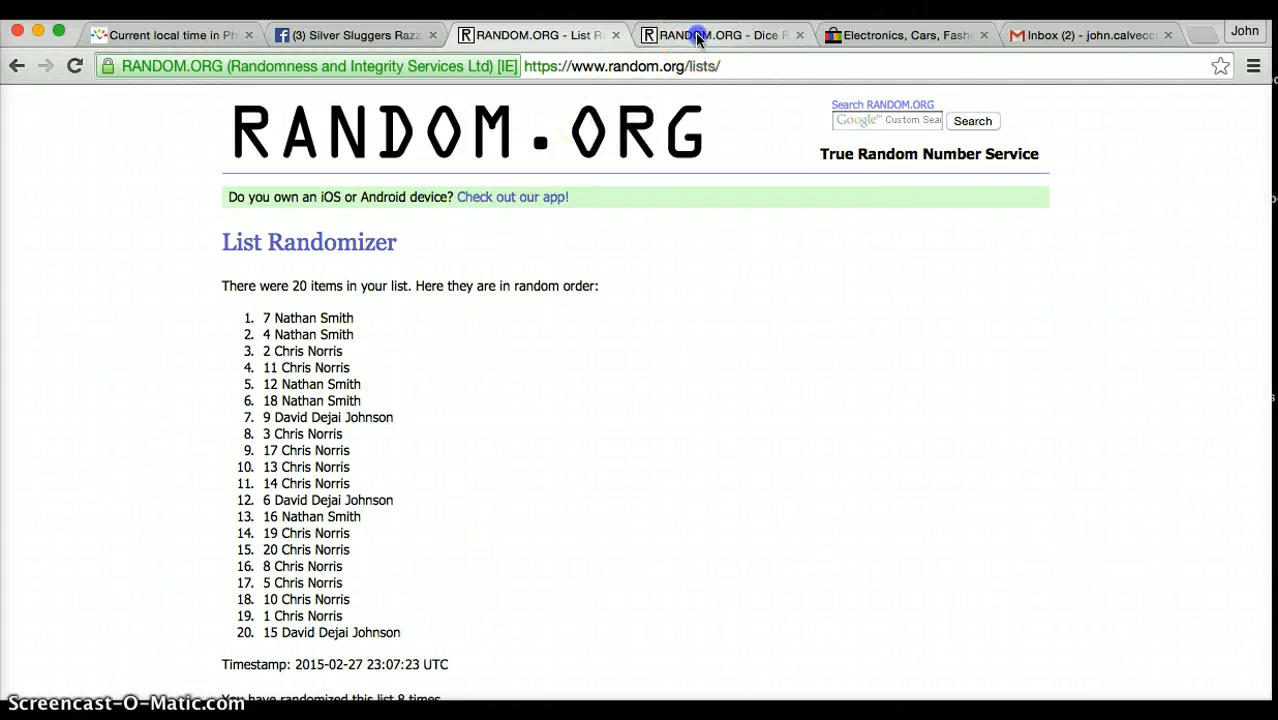 Current local time in Ph
(3) Silver Sluggers Razz
RANDOM.ORG - List R
RANDOM.ORG - Dice R
Electronics, Cars, Fash
Inbox (2) - john.calvecc
John
RANDOM.ORG (Randomness and Integrity Services Ltd) [IE] https://www.random.org/lists/
RANDOM.ORG
Search RANDOM.ORG
Google™ Custom Sear
Search
True Random Number Service
Do you own an iOS or Android device? Check out our app!
List Randomizer
There were 20 items in your list. Here they are in random order:
1. 7 Nathan Smith
2. 4 Nathan Smith
3. 2 Chris Norris
4. 11 Chris Norris
5. 12 Nathan Smith
6. 18 Nathan Smith
7. 9 David Dejai Johnson
8. 3 Chris Norris
9. 17 Chris Norris
10. 13 Chris Norris
11. 14 Chris Norris
12. 6 David Dejai Johnson
13. 16 Nathan Smith
14. 19 Chris Norris
15. 20 Chris Norris
16. 8 Chris Norris
17. 5 Chris Norris
18. 10 Chris Norris
19. 1 Chris Norris
20. 15 David Dejai Johnson
Timestamp: 2015-02-27 23:07:23 UTC
You have randomized this list 8 times
Screencast-O-Matic.com